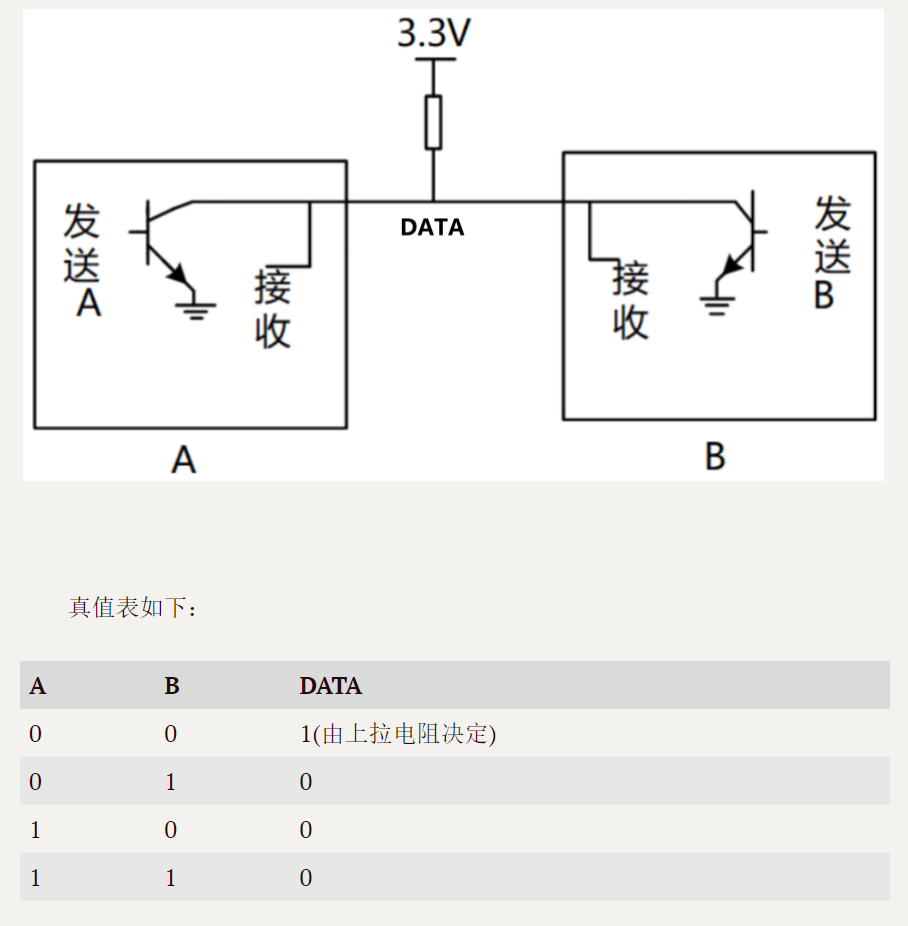 3.3V
DATA
发送A
接收
接收
发送B
A
B
真值表如下：
A B DATA
0 0 1(由上拉电阻决定)
0 1 0
1 0 0
1 1 0